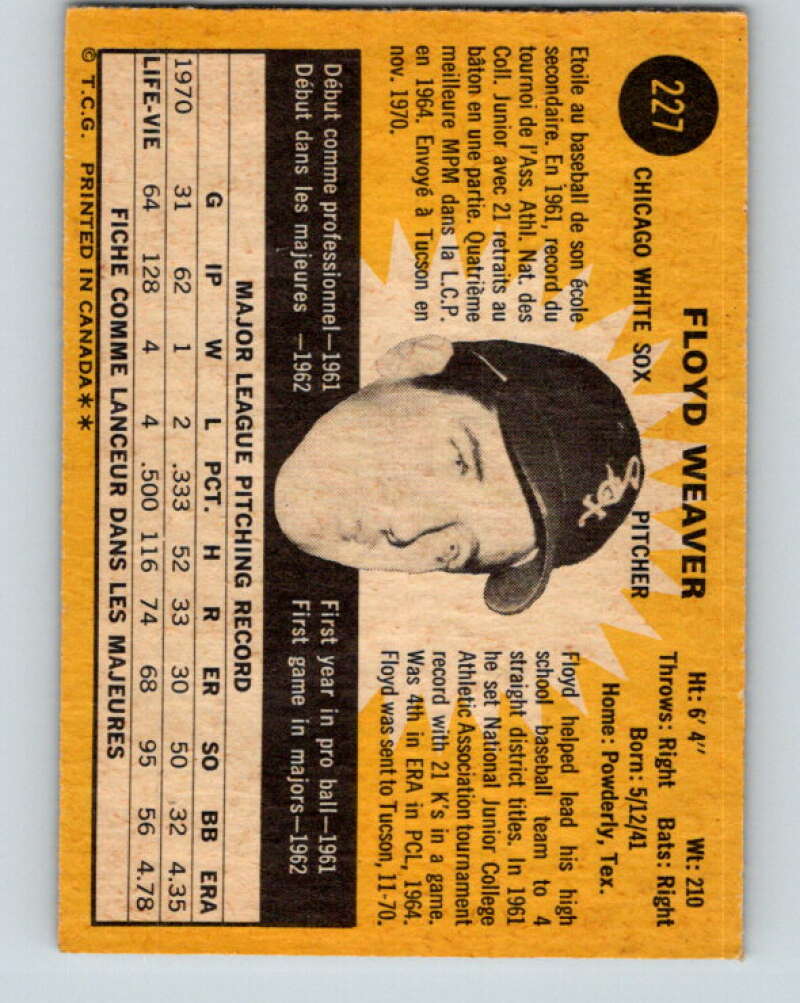 227
FLOYD WEAVER
CHICAGO WHITE SOX PITCHER
Ht: 6' 4" Wt: 210
Throws: Right Bats: Right
Born: 5/12/41
Home: Powderly, Tex.
Etoile au baseball de son école
secondaire. En 1961, record du
tournoi de l'Ass. Athl. Nat. des
Coll. Junior avec 21 retraits au
bâton en une partie. Quatrième
meilleure MPM dans la L.C.P.
en 1964. Envoyé à Tucson en
nov. 1970.
Sox
Floyd helped lead his high
school baseball team to 4
straight district titles. In 1961
he set National Junior College
Athletic Association tournament
record with 21 K's in a game.
Was 4th in ERA in PCL, 1964.
Floyd was sent to Tucson, 11-70.
Début comme professionnel—1961
Début dans les majeures —1962
First year in pro ball—1961
First game in majors—1962
MAJOR LEAGUE PITCHING RECORD
G IP W L PCT. H R ER SO BB ERA
1970 31 62 1 2 .333 52 33 30 50 32 4.35
LIFE-VIE 64 128 4 4 .500 116 74 68 95 56 4.78
FICHE COMME LANCEUR DANS LES MAJEURES
© T.C.G. PRINTED IN CANADA**